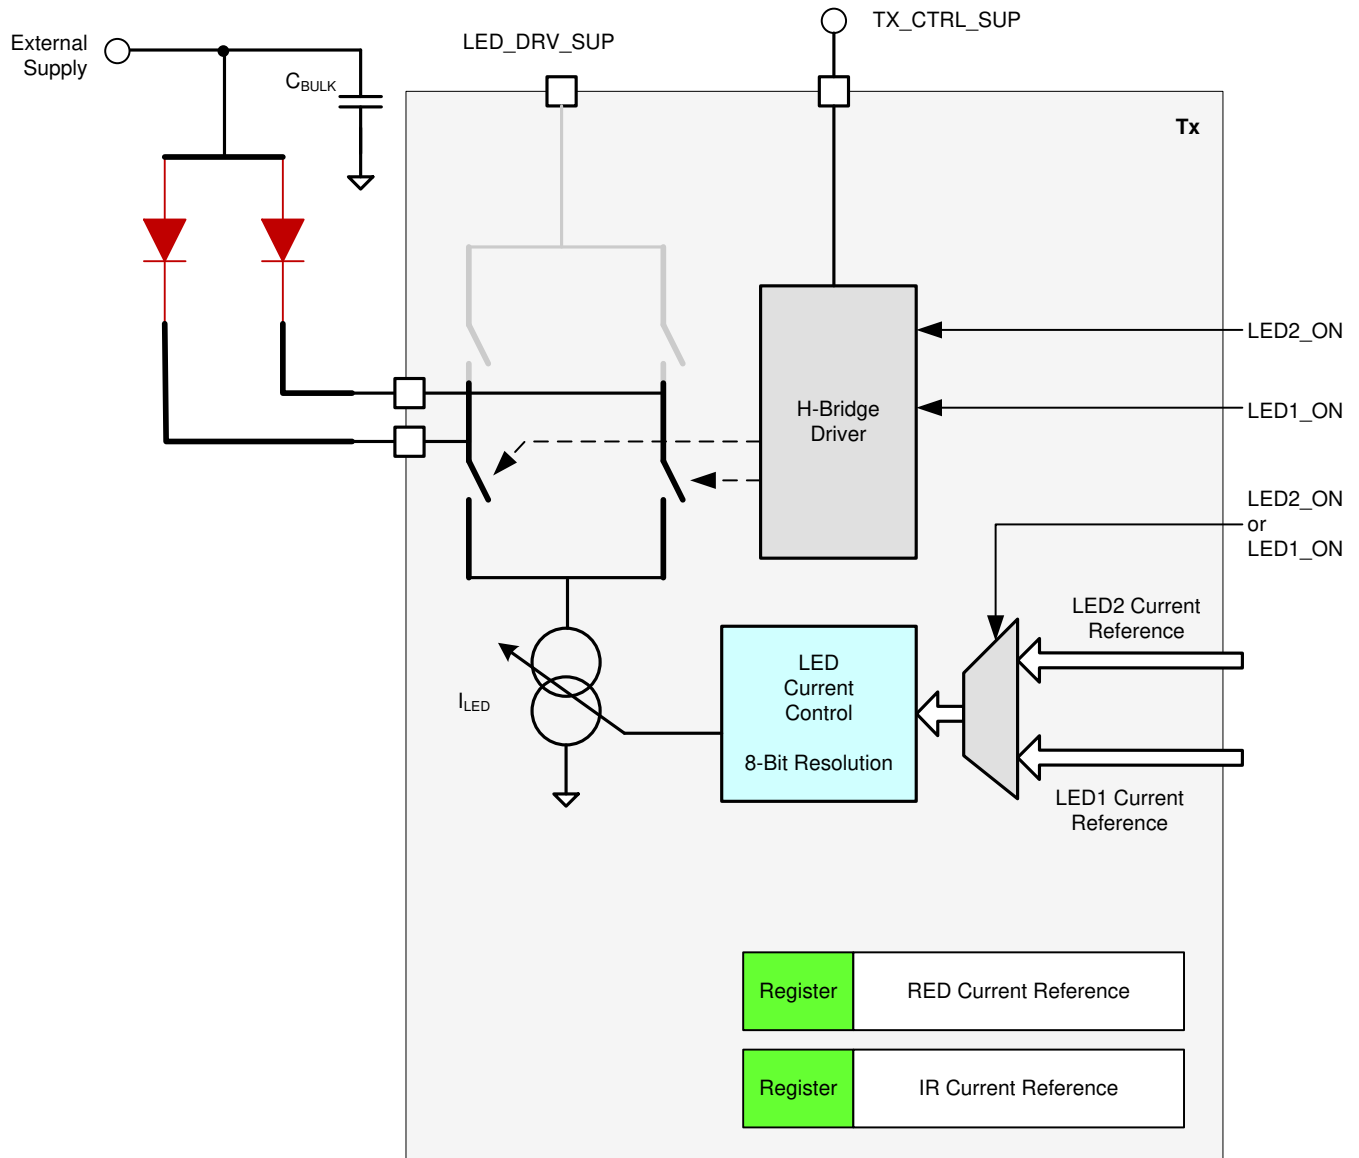 TX_CTRL_SUP
External
Supply
LED_DRV_SUP
CBULK
Tx
LED2_ON
H-Bridge
Driver
LED1_ON
LED2_ON
or
LED1_ON
LED2 Current
Reference
LED
Current
Control
8-Bit Resolution
ILED
LED1 Current
Reference
Register
RED Current Reference
Register
IR Current Reference